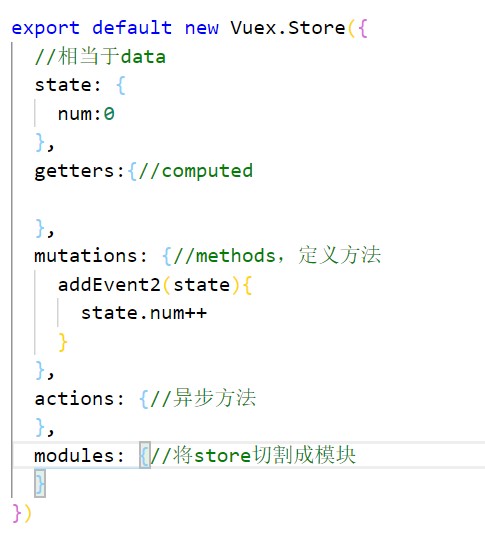 export default new Vuex.Store({
//相当于data
state: {
num:0
},
getters:{//computed
},
mutations: {//methods，定义方法
addEvent2(state){
state.num++
}
},
actions: {//异步方法
},
modules: {//将store切割成模块
}
})